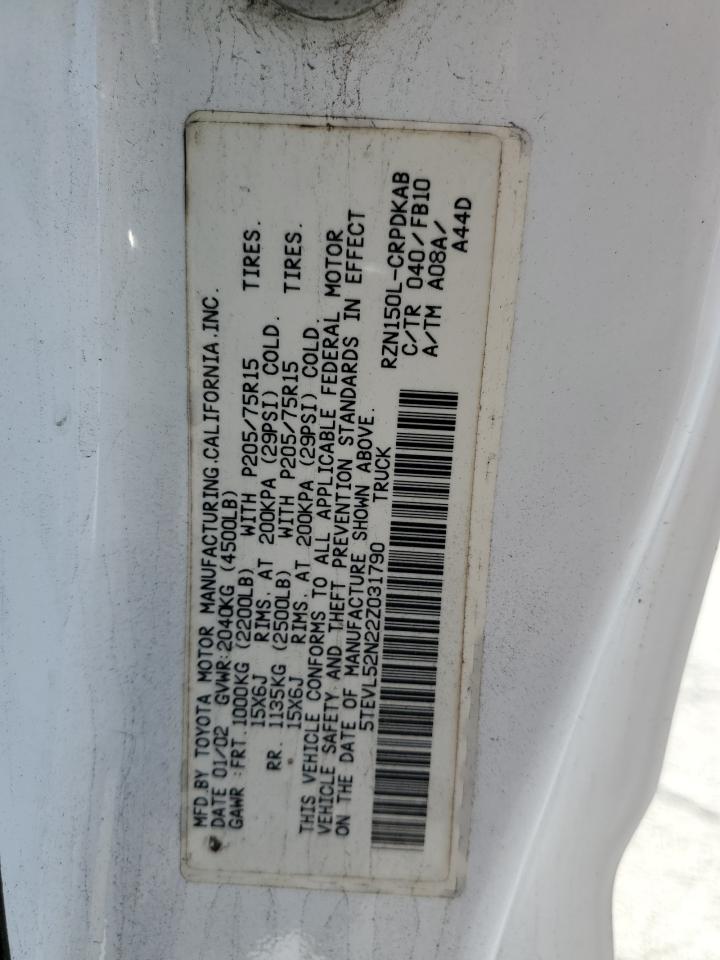 MFD.BY TOYOTA MOTOR MANUFACTURING.CALIFORNIA.INC.
DATE 01/02 GVWR:2040KG (4500LB)
GAWR :FRT.1000KG (2200LB) WITH P205/75R15 TIRES.
15X6J RIMS. AT 200KPA (29PSI) COLD.
RR. 1135KG (2500LB) WITH P205/75R15 TIRES.
15X6J RIMS. AT 200KPA (29PSI) COLD.
THIS VEHICLE CONFORMS TO ALL APPLICABLE FEDERAL MOTOR
VEHICLE SAFETY AND THEFT PREVENTION STANDARDS IN EFFECT
ON THE DATE OF MANUFACTURE SHOWN ABOVE.
5TEVL52N22Z031790 TRUCK
RZN150L-CRPDKAB
C/TR 040/FB10
A/TM A08A/
A44D